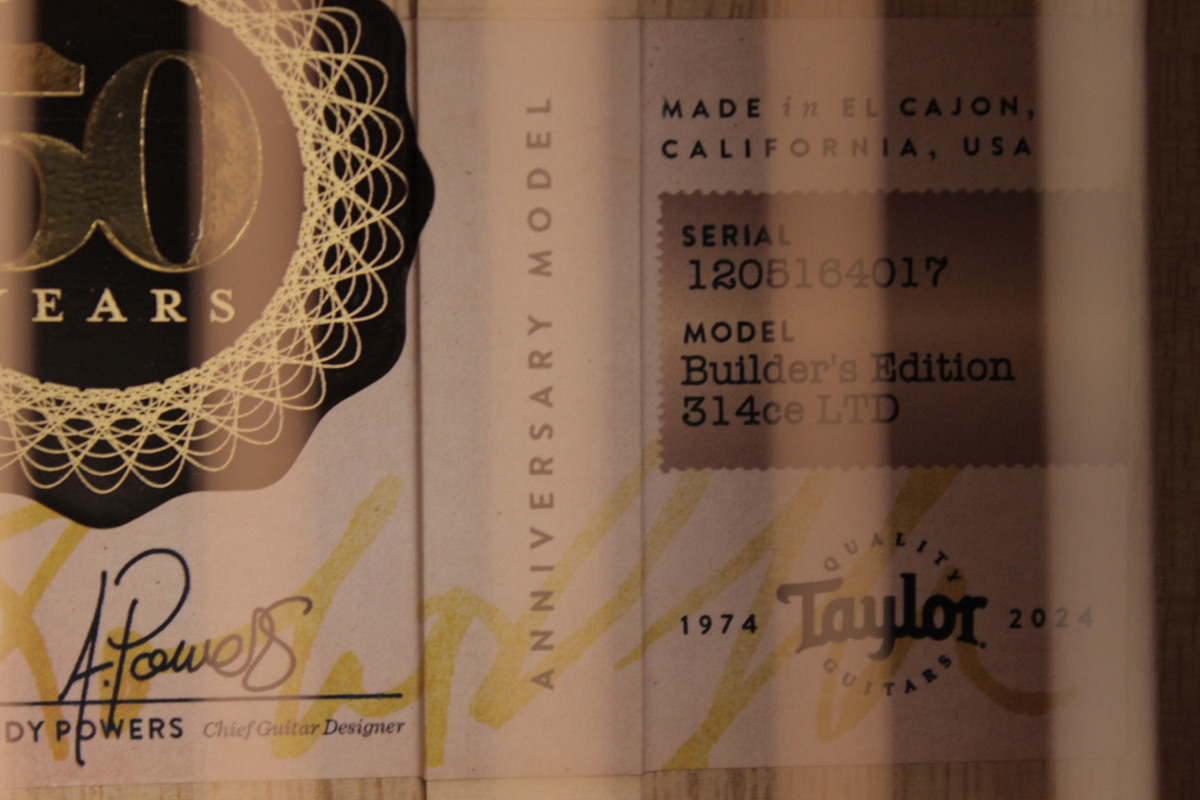 50
YEARS
A. Powers
DY POWERS Chief Guitar Designer
ANNIVERSARY MODEL
MADE in EL CAJON,
CALIFORNIA, USA
SERIAL
1205164017
MODEL
Builder's Edition
314ce LTD
QUALITY
1974 Taylor 2024
GUITARS